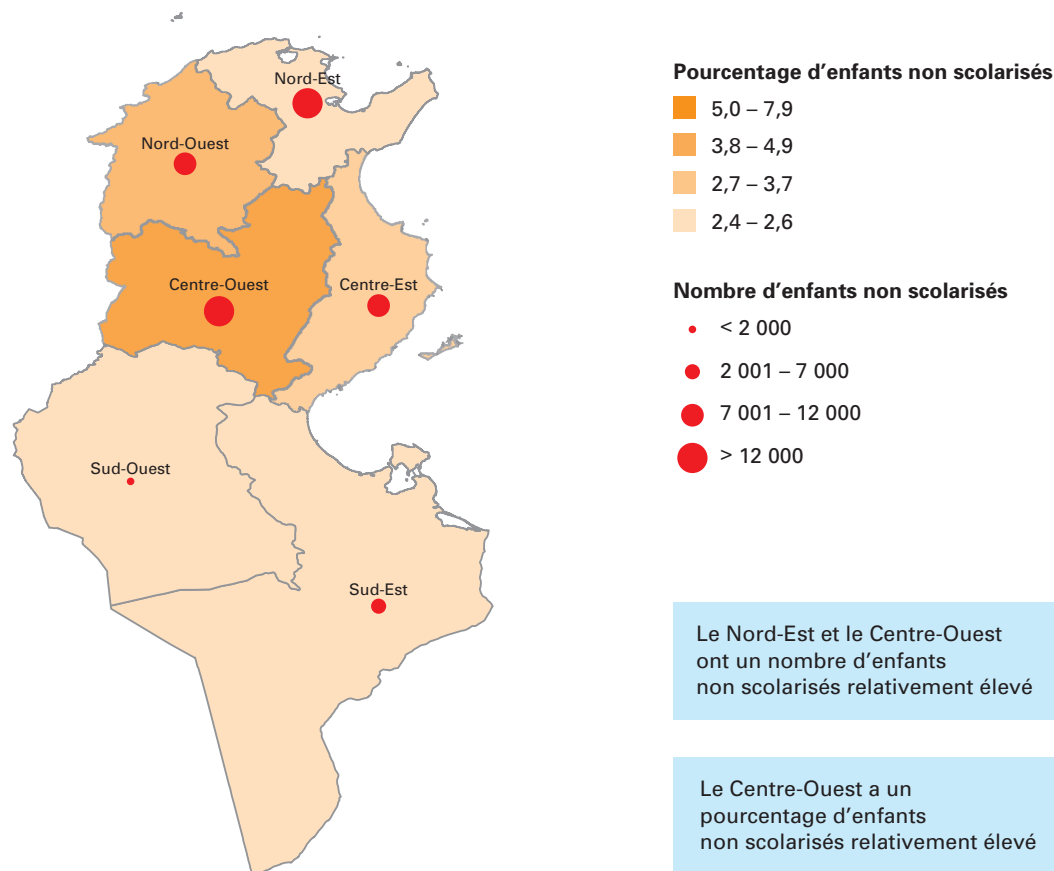 Nord-Est
Nord-Ouest
Centre-Ouest
Centre-Est
Sud-Ouest
Sud-Est
Pourcentage d'enfants non scolarisés
5,0 – 7,9
3,8 – 4,9
2,7 – 3,7
2,4 – 2,6
Nombre d'enfants non scolarisés
< 2 000
2 001 – 7 000
7 001 – 12 000
> 12 000
Le Nord-Est et le Centre-Ouest
ont un nombre d'enfants
non scolarisés relativement élevé
Le Centre-Ouest a un
pourcentage d'enfants
non scolarisés relativement élevé